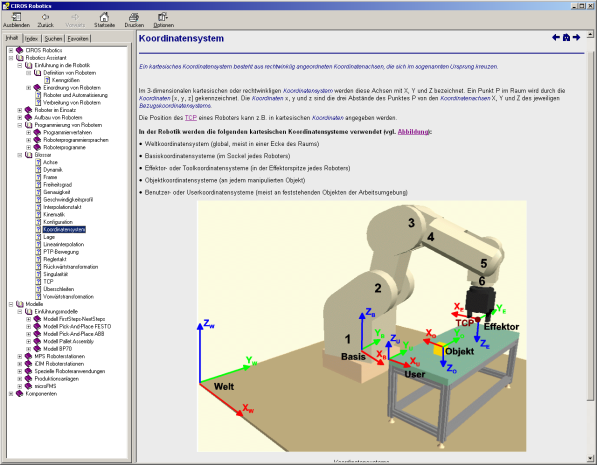 CIROS Robotics
Ausblenden Zurück Vorwärts Startseite Drucken Optionen
Inhalt Index Suchen Favoriten
CIROS Robotics
Robotics Assistant
Einführung in die Robotik
Definition von Robotern
Kenngrößen
Einordnung von Robotern
Roboter und Automatisierung
Verbreitung von Robotern
Roboter im Einsatz
Aufbau von Robotern
Programmierung von Robotern
Programmierverfahren
Roboterprogrammiersprachen
Roboterprogramme
Glossar
Achse
Dynamik
Frame
Freiheitsgrad
Genauigkeit
Geschwindigkeitsprofil
Interpolationstakt
Kinematik
Konfiguration
Koordinatensystem
Lage
Linearinterpolation
PTP-Bewegung
Reglertakt
Rückwärtstransformation
Singularität
TCP
Überschleifen
Vorwärtstransformation
Modelle
Einführungsmodelle
Modell FirstSteps-NextSteps
Modell Pick-And-Place FESTO
Modell Pick-And-Place ABB
Modell Pallet Assembly
Modell BP70
MPS Roboterstationen
iCIM Roboterstationen
Spezielle Roboteranwendungen
Produktionsanlagen
microFMS
Komponenten
Koordinatensystem
Ein kartesisches Koordinatensystem besteht aus rechtwinklig angeordneten Koordinatenachsen, die sich im sogenannten Ursprung kreuzen.
Im 3-dimensionalen kartesischen oder rechtwinkligen Koordinatensystem werden diese Achsen mit X, Y und Z bezeichnet. Ein Punkt P im Raum wird durch die
Koordinaten [x, y, z] gekennzeichnet. Die Koordinaten x, y und z sind die drei Abstände des Punktes P von den Koordinatenachsen X, Y und Z des jeweiligen
Bezugskoordinatensystems.
Die Position des TCP eines Roboters kann z.B. in kartesischen Koordinaten angegeben werden.
In der Robotik werden die folgenden kartesischen Koordinatensysteme verwendet (vgl. Abbildung):
• Weltkoordinatensystem (global, meist in einer Ecke des Raums)
• Basiskoordinatensysteme (im Sockel jedes Roboters)
• Effektor- oder Toolkoordinatensysteme (in der Effektorspitze jedes Roboters)
• Objektkoordinatensysteme (an jedem manipulierten Objekt)
• Benutzer- oder Userkoordinatensysteme (meist an feststehenden Objekten der Arbeitsumgebung)
3
4
5
6
2
1
TCP Effektor
Z_B
Y_B
X_B
Basis
Z_U
X_U
User
X_O
Objekt
Z_O
X_E
Y_E
Z_E
Z_W
Y_W
Welt
X_W
Koordinatensysteme